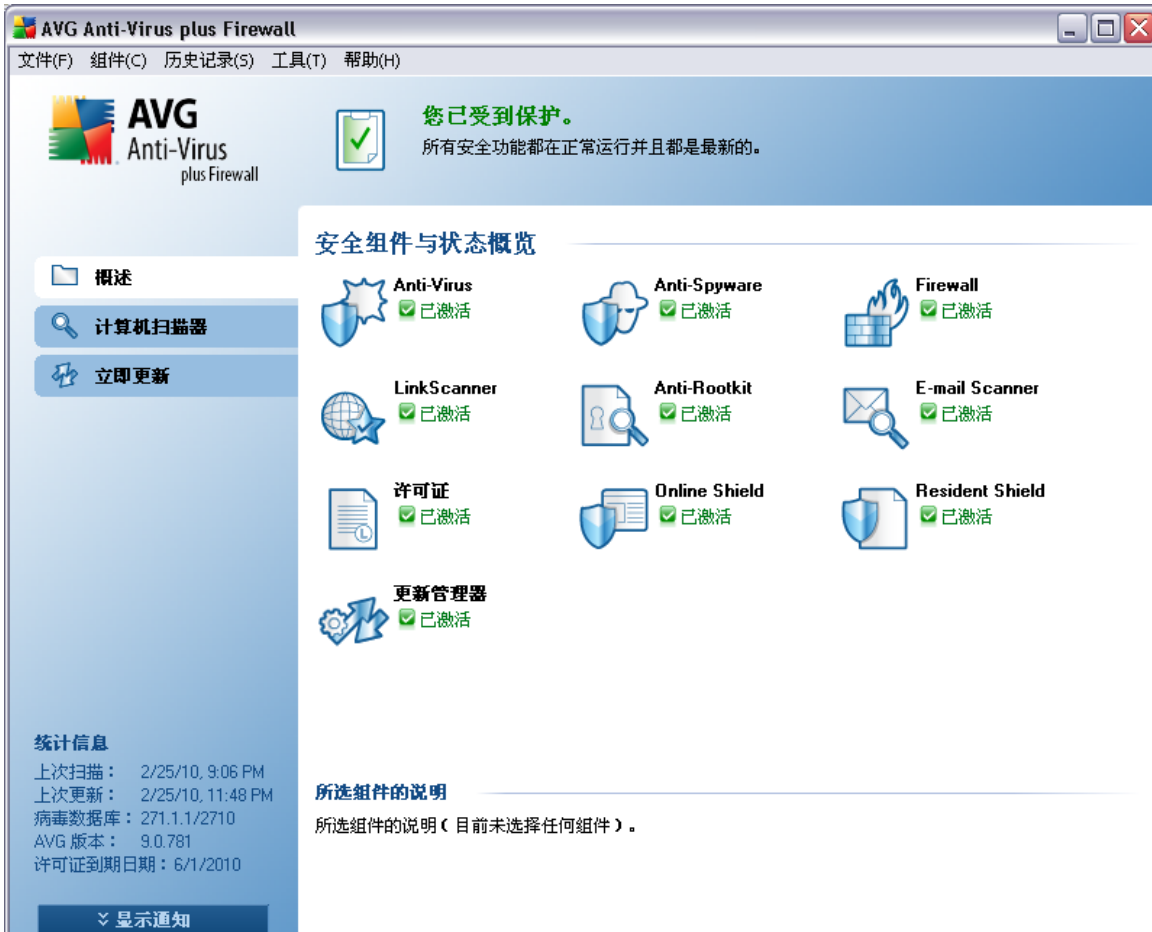 AVG Anti-Virus plus Firewall
文件(F) 组件(C) 历史记录(S) 工具(T) 帮助(H)
AVG
Anti-Virus
plus Firewall
您已受到保护。
所有安全功能都在正常运行并且都是最新的。
概述
计算机扫描器
立即更新
安全组件与状态概览
Anti-Virus
已激活
Anti-Spyware
已激活
Firewall
已激活
LinkScanner
已激活
Anti-Rootkit
已激活
E-mail Scanner
已激活
许可证
已激活
Online Shield
已激活
Resident Shield
已激活
更新管理器
已激活
统计信息
上次扫描： 2/25/10, 9:06 PM
上次更新： 2/25/10, 11:48 PM
病毒数据库：271.1.1/2710
AVG 版本： 9.0.781
许可证到期日期：6/1/2010
显示通知
所选组件的说明
所选组件的说明（目前未选择任何组件）。